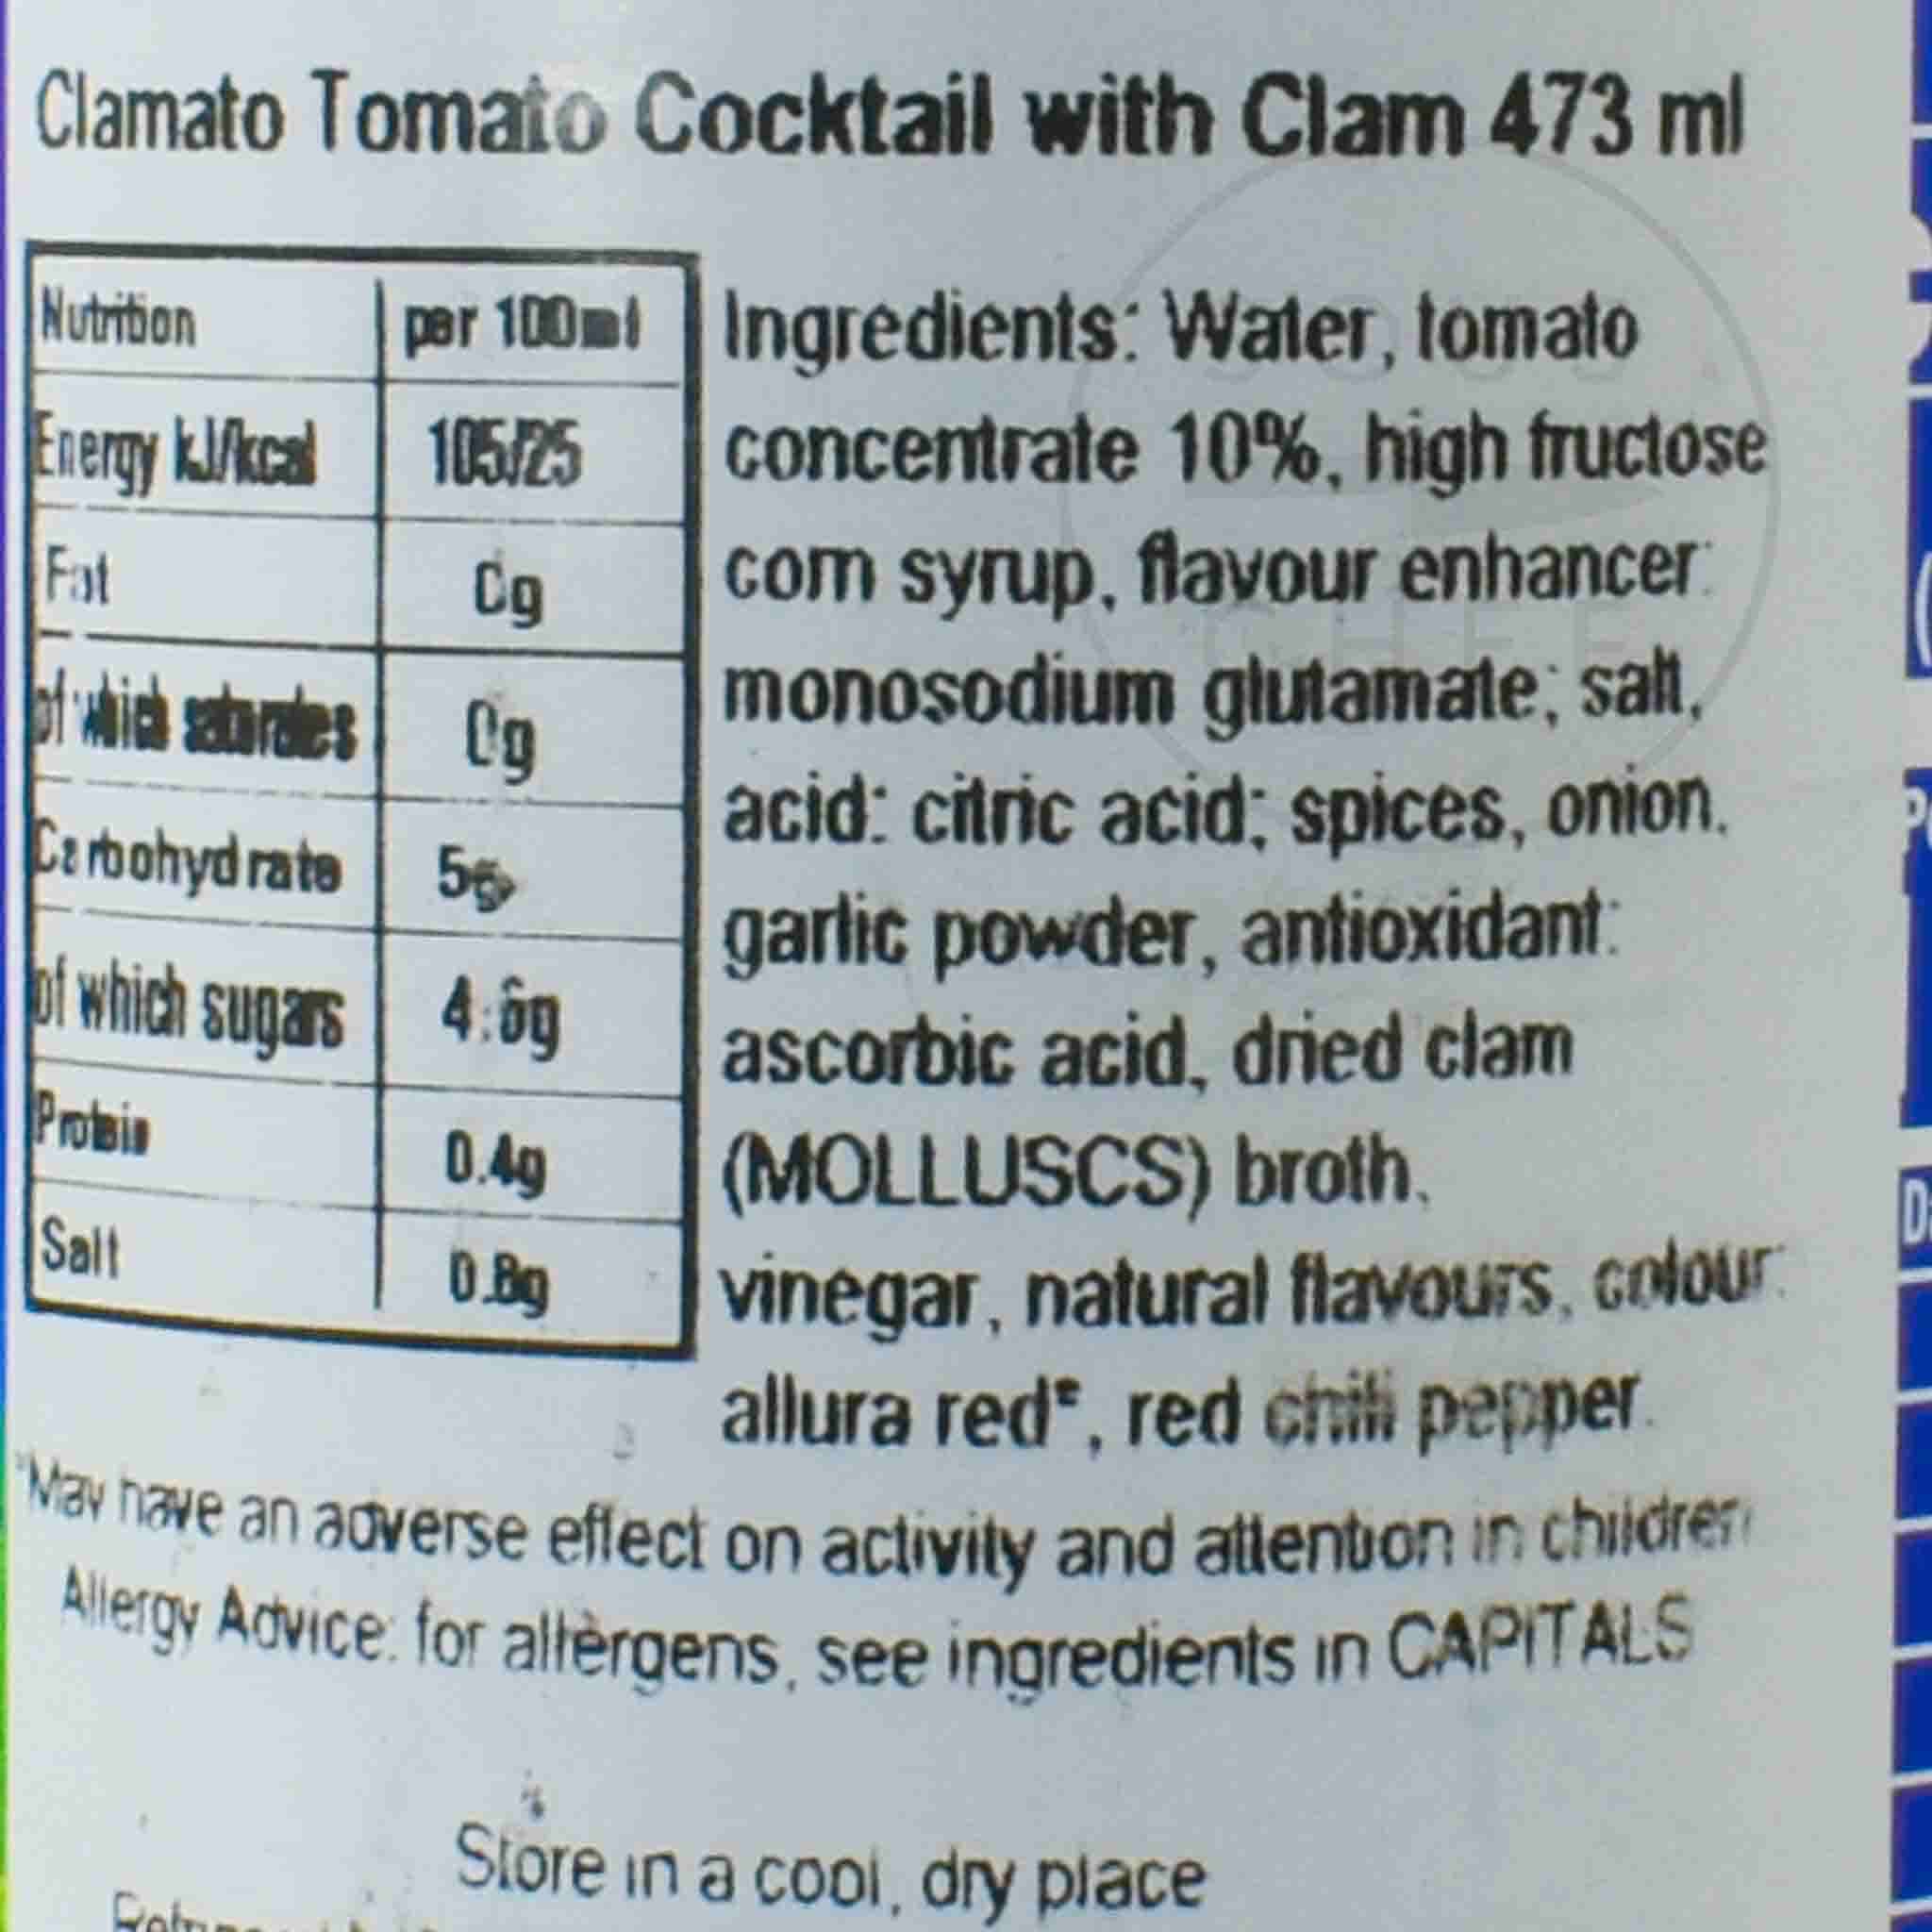 Clamato Tomato Cocktail with Clam 473 ml
Nutrition per 100ml
Energy kJ/kcal 105/25
Fat 0g
of which saturates 0g
Carbohydrate 5g
of which sugars 4.6g
Protein 0.4g
Salt 0.8g
Ingredients: Water, tomato
concentrate 10%, high fructose
corn syrup, flavour enhancer:
monosodium glutamate; salt,
acid: citric acid; spices, onion,
garlic powder, antioxidant:
ascorbic acid, dried clam
(MOLLUSCS) broth,
vinegar, natural flavours, colour:
allura red*, red chili pepper.
*May have an adverse effect on activity and attention in children
Allergy Advice: for allergens, see ingredients in CAPITALS
Store in a cool, dry place